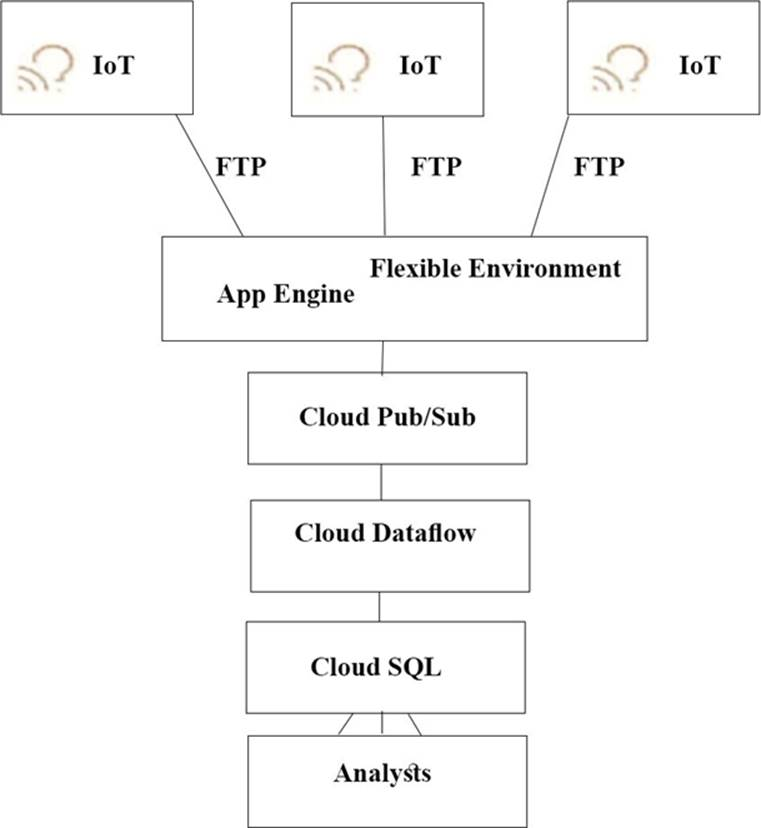 IoT
IoT
IoT
FTP
FTP
FTP
Flexible Environment
App Engine
Cloud Pub/Sub
Cloud Dataflow
Cloud SQL
Analysts